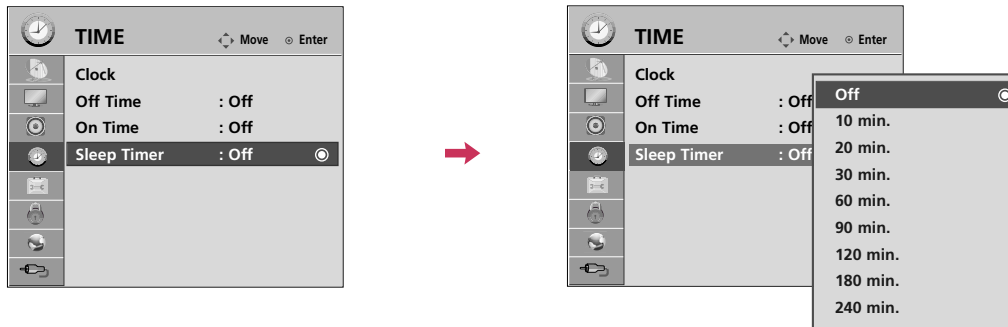 TIME
Move Enter
Clock
Off Time : Off
On Time : Off
Sleep Timer : Off
TIME
Move Enter
Clock
Off Time : Off
On Time : Off
Sleep Timer : Off
Off
10 min.
20 min.
30 min.
60 min.
90 min.
120 min.
180 min.
240 min.